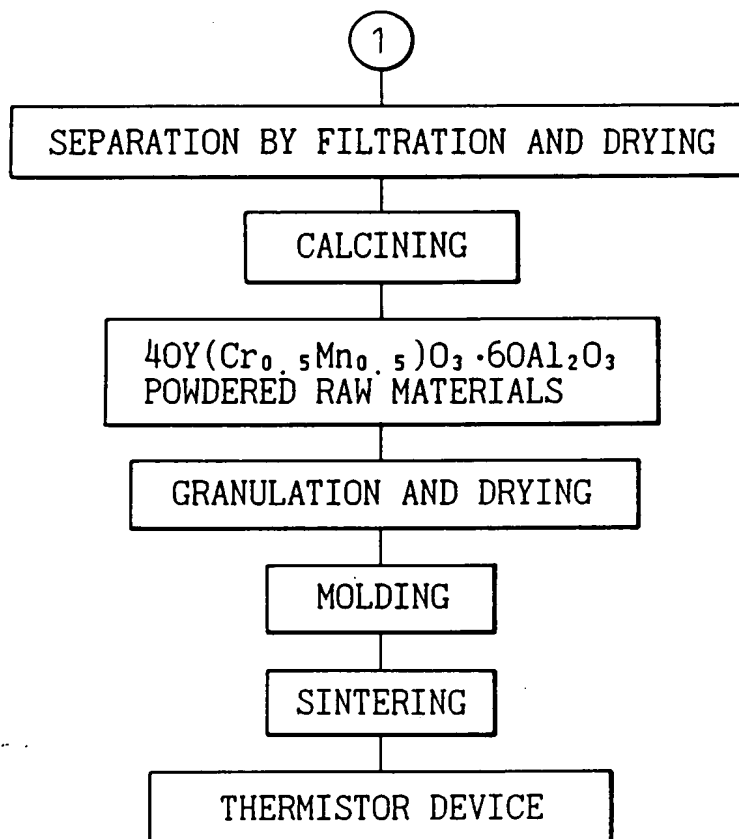 1
SEPARATION BY FILTRATION AND DRYING
CALCINING
40Y(Cr₀.₅Mn₀.₅)O₃·60Al₂O₃
POWDERED RAW MATERIALS
GRANULATION AND DRYING
MOLDING
SINTERING
THERMISTOR DEVICE